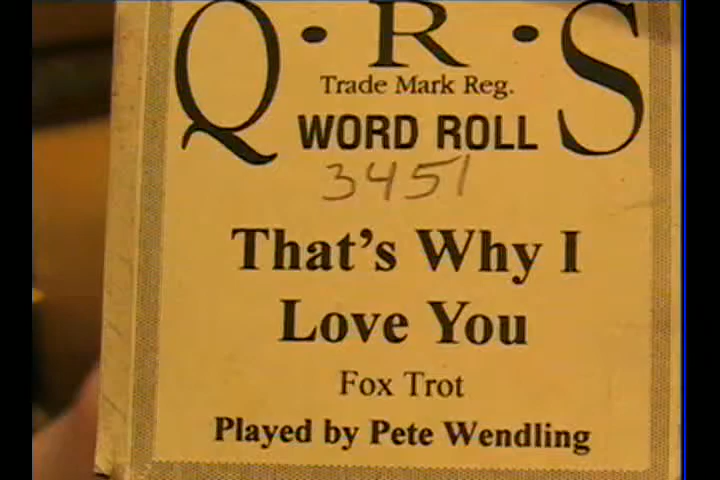 Q • R • S
Trade Mark Reg.
WORD ROLL
3451
That's Why I
Love You
Fox Trot
Played by Pete Wendling